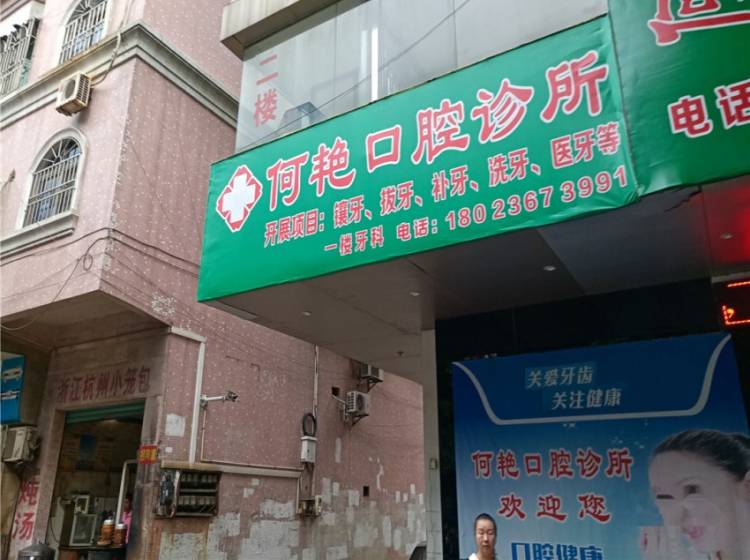 二楼
何艳口腔诊所
开展项目：镶牙、拔牙、补牙、洗牙、医牙等
一楼牙科 电话：18023673991
电话
浙江杭州小笼包
炖汤
关爱牙齿
关注健康
何艳口腔诊所
欢迎您
口腔健康